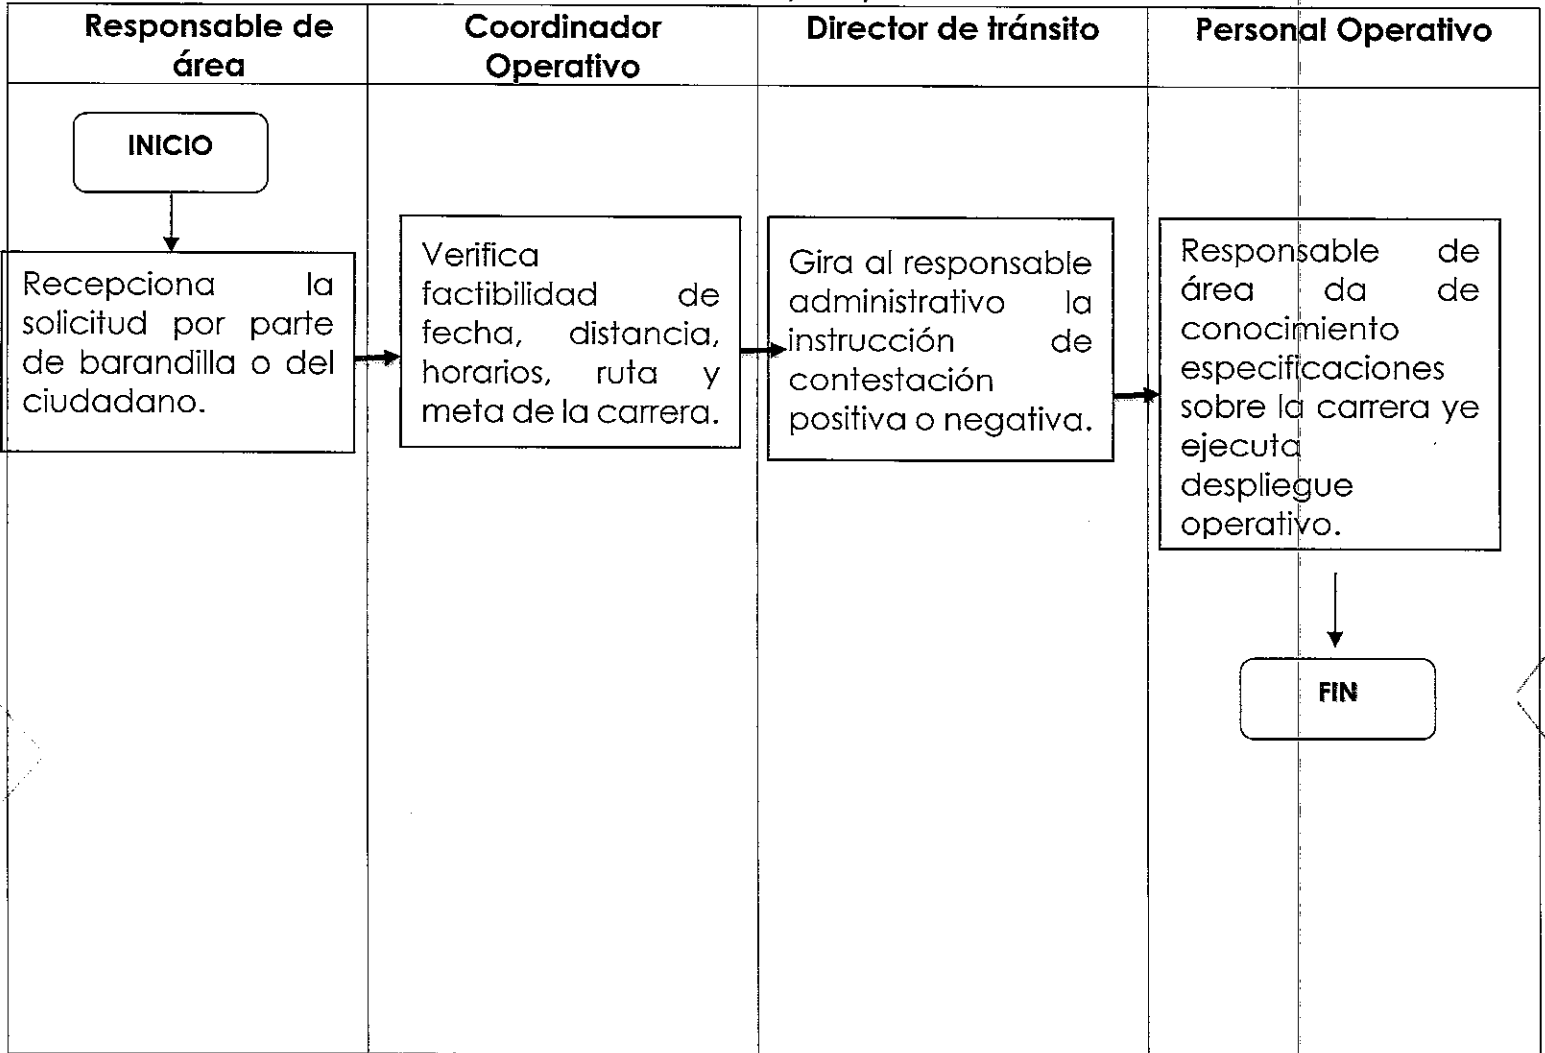 Responsable de
área
Coordinador
Operativo
Director de tránsito
Personal Operativo
INICIO
Recepciona la
solicitud por parte
de barandilla o del
ciudadano.
Verifica
factibilidad de
fecha, distancia,
horarios, ruta y
meta de la carrera.
Gira al responsable
administrativo la
instrucción de
contestación
positiva o negativa.
Responsable de
área da de
conocimiento
especificaciones
sobre la carrera ye
ejecuta
despliegue
operativo.
FIN